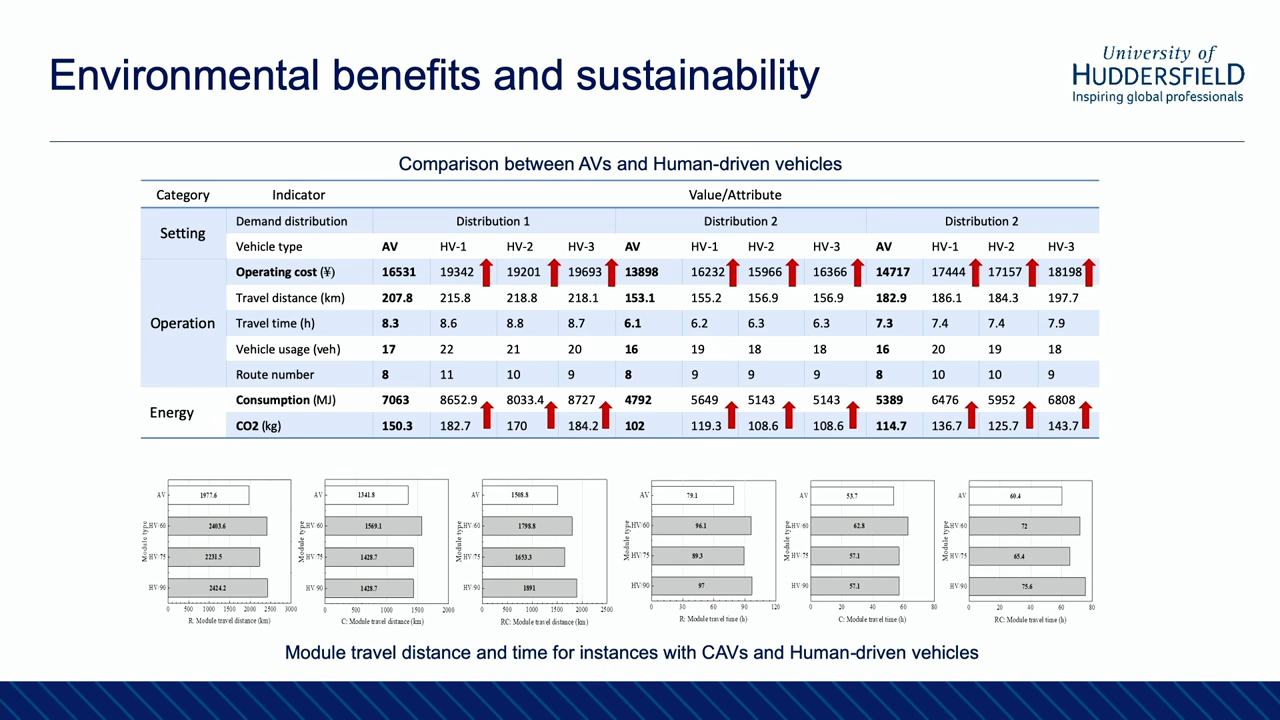 Environmental benefits and sustainability
University of
HUDDERSFIELD
Inspiring global professionals
Comparison between AVs and Human-driven vehicles
Category Indicator Value/Attribute
Setting
Demand distribution Distribution 1 Distribution 2 Distribution 2
Vehicle type AV HV-1 HV-2 HV-3 AV HV-1 HV-2 HV-3 AV HV-1 HV-2 HV-3
Operation
Operating cost (¥) 16531 19342 19201 19693 13898 16232 15966 16366 14717 17444 17157 18198
Travel distance (km) 207.8 215.8 218.8 218.1 153.1 155.2 156.9 156.9 182.9 186.1 184.3 197.7
Travel time (h) 8.3 8.6 8.8 8.7 6.1 6.2 6.3 6.3 7.3 7.4 7.4 7.9
Vehicle usage (veh) 17 22 21 20 16 19 18 18 16 20 19 18
Route number 8 11 10 9 8 9 9 9 8 10 10 9
Energy
Consumption (MJ) 7063 8652.9 8033.4 8727 4792 5649 5143 5143 5389 6476 5952 6808
CO2 (kg) 150.3 182.7 170 184.2 102 119.3 108.6 108.6 114.7 136.7 125.7 143.7
Module type
AV 1977.6
HV-60 2403.6
HV-75 2231.5
HV-90 2424.2
0 500 1000 1500 2000 2500 3000
R: Module travel distance (km)
Module type
AV 1341.8
HV-60 1569.1
HV-75 1428.7
HV-90 1428.7
0 500 1000 1500 2000
C: Module travel distance (km)
Module type
AV 1508.8
HV-60 1798.8
HV-75 1653.3
HV-90 1891
0 500 1000 1500 2000 2500
RC: Module travel distance (km)
Module type
AV 79.1
HV-60 96.1
HV-75 89.3
HV-90 97
0 30 60 90 120
R: Module travel time (h)
Module type
AV 53.7
HV-60 62.8
HV-75 57.1
HV-90 57.1
0 20 40 60 80
C: Module travel time (h)
Module type
AV 60.4
HV-60 72
HV-75 65.4
HV-90 75.6
0 20 40 60 80
RC: Module travel time (h)
Module travel distance and time for instances with CAVs and Human-driven vehicles